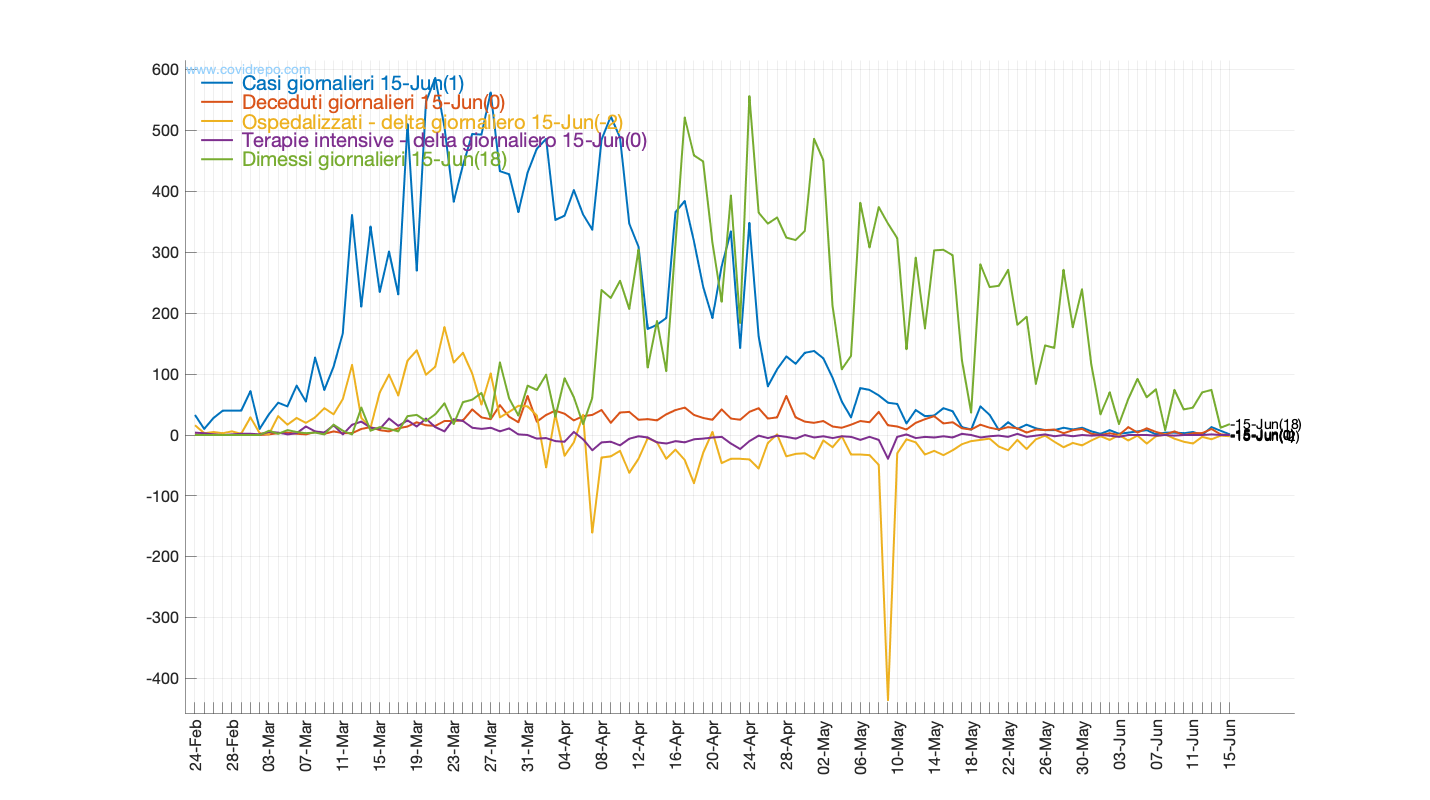 www.covidrepo.com
Casi giornalieri 15-Jun(1)
Deceduti giornalieri 15-Jun(0)
Ospedalizzati - delta giornaliero 15-Jun(-2)
Terapie intensive - delta giornaliero 15-Jun(0)
Dimessi giornalieri 15-Jun(18)
600
500
400
300
200
100
0
-100
-200
-300
-400
-15-Jun(18)
24-Feb
28-Feb
03-Mar
07-Mar
11-Mar
15-Mar
19-Mar
23-Mar
27-Mar
31-Mar
04-Apr
08-Apr
12-Apr
16-Apr
20-Apr
24-Apr
28-Apr
02-May
06-May
10-May
14-May
18-May
22-May
26-May
30-May
03-Jun
07-Jun
11-Jun
15-Jun